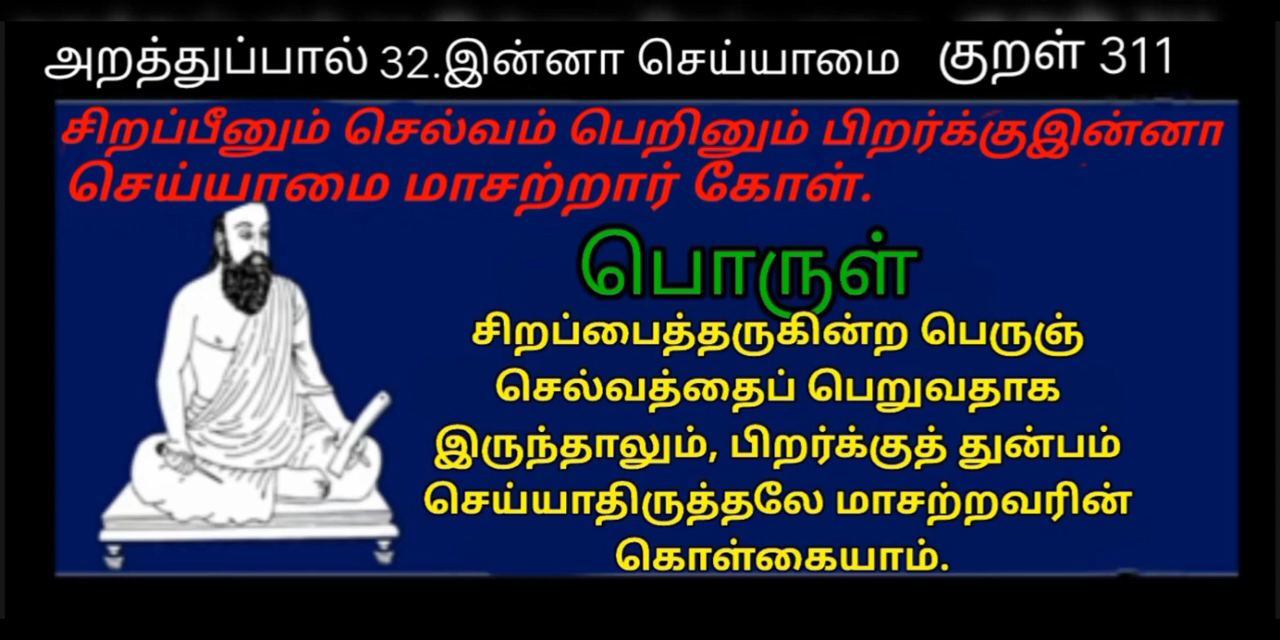 அறத்துப்பால் 32.இன்னா செய்யாமை குறள் 311
சிறப்பீனும் செல்வம் பெறினும் பிறர்க்குஇன்னா
செய்யாமை மாசற்றார் கோள்.
பொருள்
சிறப்பைத்தருகின்ற பெருஞ்
செல்வத்தைப் பெறுவதாக
இருந்தாலும், பிறர்க்குத் துன்பம்
செய்யாதிருத்தலே மாசற்றவரின்
கொள்கையாம்.